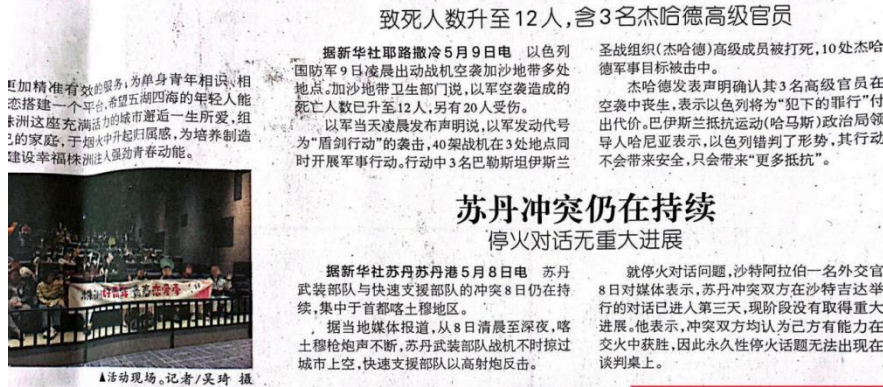 更加精准有效的服务,为单身青年相识、相
恋搭建一个平台,希望五湖四海的年轻人能
株洲这座充满活力的城市邂逅一生所爱,组
己的家庭,于烟火中升起归属感,为培养制造
建设幸福株洲注入强劲青春动能。
▲活动现场。记者/吴琦 摄
致死人数升至12人,含3名杰哈德高级官员
据新华社耶路撒冷5月9日电 以色列
国防军9日凌晨出动战机空袭加沙地带多处
地点。加沙地带卫生部门说,以军空袭造成的
死亡人数已升至12人,另有20人受伤。
以军当天凌晨发布声明说,以军发动代号
为“盾剑行动”的袭击,40架战机在3处地点同
时开展军事行动。行动中3名巴勒斯坦伊斯兰
圣战组织(杰哈德)高级成员被打死,10处杰哈
德军事目标被击中。
杰哈德发表声明确认其3名高级官员在
空袭中丧生,表示以色列将为“犯下的罪行”付
出代价。巴伊斯兰抵抗运动(哈马斯)政治局领
导人哈尼亚表示,以色列错判了形势,其行动
不会带来安全,只会带来“更多抵抗”。
苏丹冲突仍在持续
停火对话无重大进展
据新华社苏丹苏丹港5月8日电 苏丹
武装部队与快速支援部队的冲突8日仍在持
续,集中于首都喀土穆地区。
据当地媒体报道,从8日清晨至深夜,喀
土穆枪炮声不断,苏丹武装部队战机不时掠过
城市上空,快速支援部队以高射炮反击。
就停火对话问题,沙特阿拉伯一名外交官
8日对媒体表示,苏丹冲突双方在沙特吉达举
行的对话已进入第三天,现阶段没有取得重大
进展。他表示,冲突双方均认为己方有能力在
交火中获胜,因此永久性停火话题无法出现在
谈判桌上。